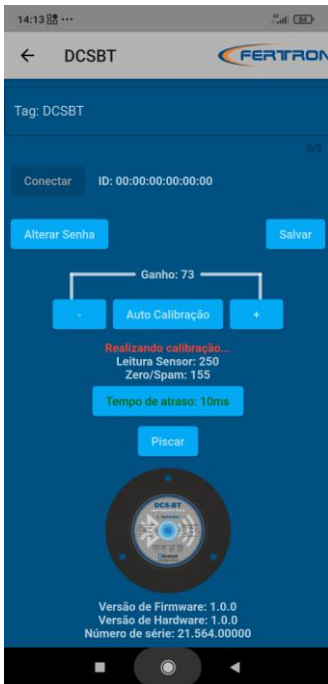 14:13
84
DCSBT
FERTRON
Tag: DCSBT
0/5
Conectar ID: 00:00:00:00:00:00
Alterar Senha Salvar
Ganho: 73
- Auto Calibração +
Realizando calibração...
Leitura Sensor: 250
Zero/Spam: 155
Tempo de atraso: 10ms
Piscar
DCS-BT
Versão de Firmware: 1.0.0
Versão de Hardware: 1.0.0
Número de série: 21.564.00000